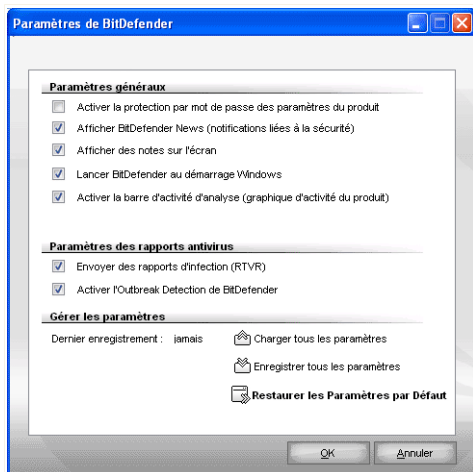 Paramètres de BitDefender
Paramètres généraux
Activer la protection par mot de passe des paramètres du produit
Afficher BitDefender News (notifications liées à la sécurité)
Afficher des notes sur l'écran
Lancer BitDefender au démarrage Windows
Activer la barre d'activité d'analyse (graphique d'activité du produit)
Paramètres des rapports antivirus
Envoyer des rapports d'infection (RTVR)
Activer l'Outbreak Detection de BitDefender
Gérer les paramètres
Dernier enregistrement : jamais Charger tous les paramètres
Enregistrer tous les paramètres
Restaurer les Paramètres par Défaut
OK Annuler